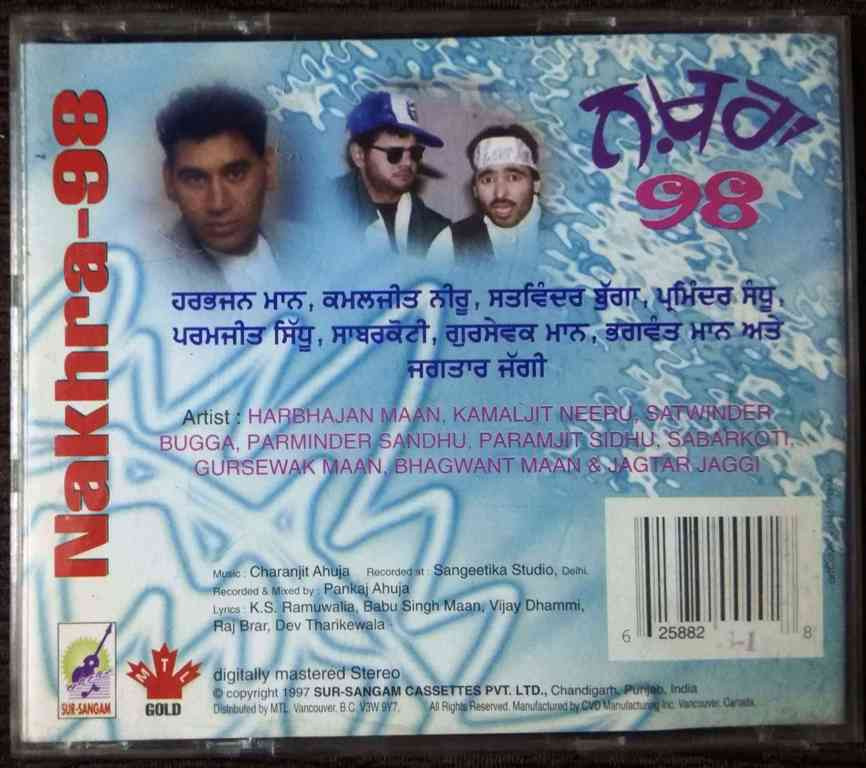 Nakhra-98
ਨਖ਼ਰਾ
98
ਹਰਭਜਨ ਮਾਨ, ਕਮਲਜੀਤ ਨੀਰੂ, ਸਤਵਿੰਦਰ ਬੁੱਗਾ, ਪ੍ਰਮਿੰਦਰ ਸੰਧੂ,
ਪਰਮਜੀਤ ਸਿੱਧੂ, ਸਾਬਰਕੋਟੀ, ਗੁਰਸੇਵਕ ਮਾਨ, ਭਗਵੰਤ ਮਾਨ ਅਤੇ
ਜਗਤਾਰ ਜੱਗੀ
Artist : HARBHAJAN MAAN, KAMALJIT NEERU, SATWINDER
BUGGA, PARMINDER SANDHU, PARAMJIT SIDHU, SABARKOTI,
GURSEWAK MAAN, BHAGWANT MAAN & JAGTAR JAGGI
Music : Charanjit Ahuja Recorded at : Sangeetika Studio, Delhi.
Recorded & Mixed by : Pankaj Ahuja
Lyrics : K.S. Ramuwalia, Babu Singh Maan, Vijay Dhammi,
Raj Brar, Dev Tharikewala
6 25882 8
SUR-SANGAM
MTL
GOLD
digitally mastered Stereo
© copyright 1997 SUR-SANGAM CASSETTES PVT. LTD., Chandigarh, Punjab, India
Distributed by MTL Vancouver, B.C. V3W 9V7. All Rights Reserved. Manufactured by CVD Manufacturing Inc. Vancouver, Canada.